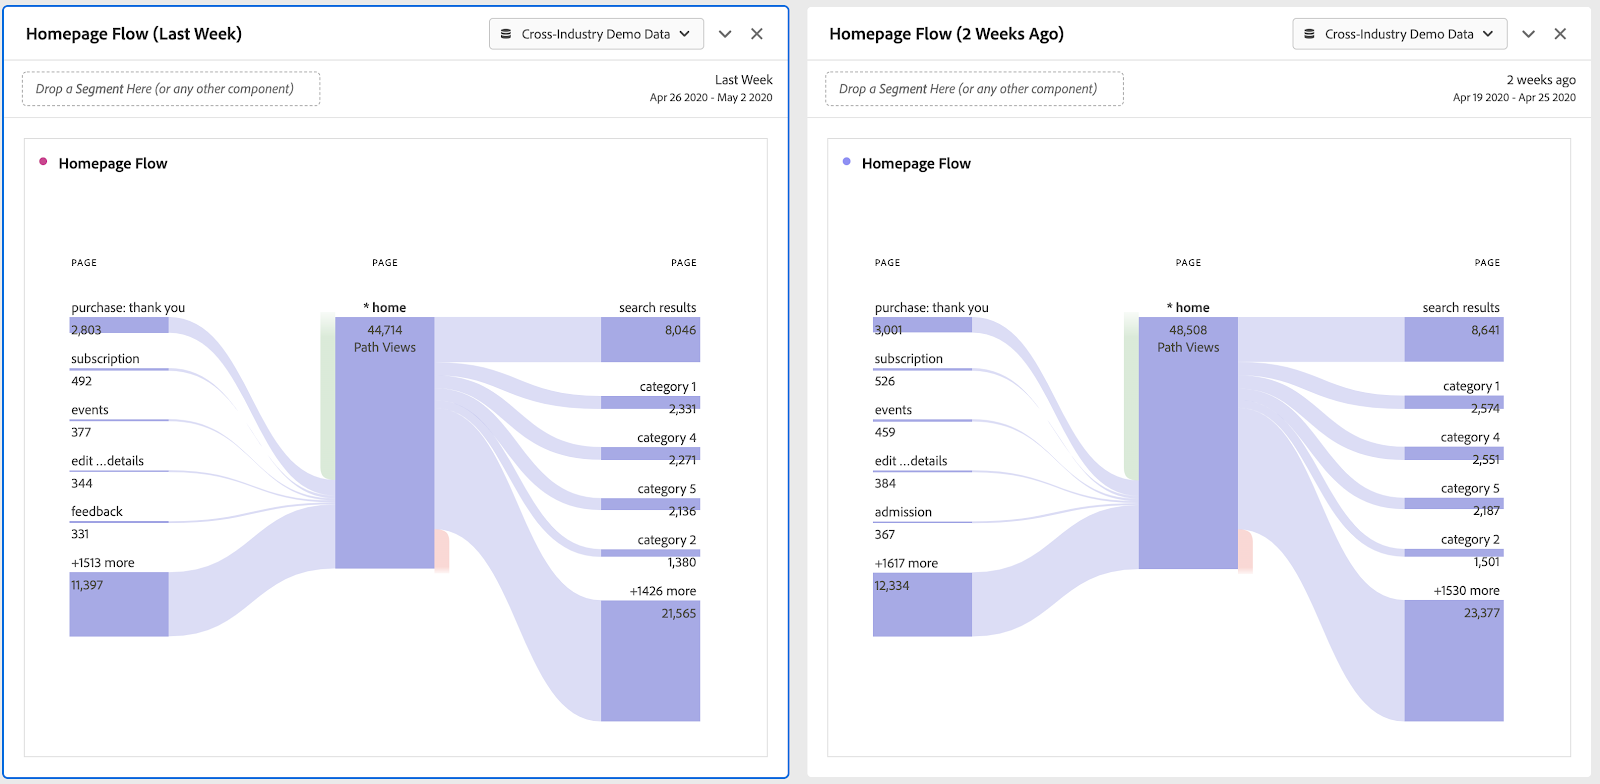 Homepage Flow (Last Week)
Cross-Industry Demo Data
Drop a Segment Here (or any other component)
Last Week
Apr 26 2020 - May 2 2020
Homepage Flow
PAGE
PAGE
PAGE
purchase: thank you
2,803
subscription
492
events
377
edit ...details
344
feedback
331
+1513 more
11,397
* home
44,714
Path Views
search results
8,046
category 1
2,331
category 4
2,271
category 5
2,136
category 2
1,380
+1426 more
21,565
Homepage Flow (2 Weeks Ago)
Cross-Industry Demo Data
Drop a Segment Here (or any other component)
2 weeks ago
Apr 19 2020 - Apr 25 2020
Homepage Flow
PAGE
PAGE
PAGE
purchase: thank you
3,001
subscription
526
events
459
edit ...details
384
admission
367
+1617 more
12,334
* home
48,508
Path Views
search results
8,641
category 1
2,574
category 4
2,551
category 5
2,187
category 2
1,501
+1530 more
23,377